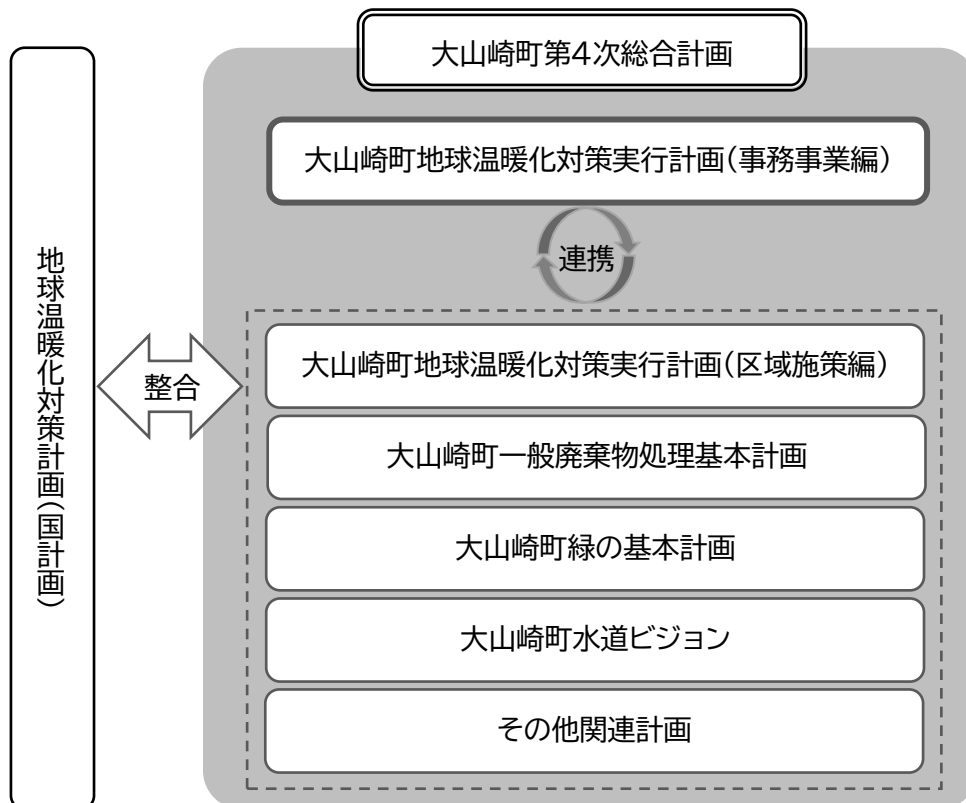 大山崎町第4次総合計画
大山崎町地球温暖化対策実行計画（事務事業編）
連携
地球温暖化対策計画（国計画）
整合
大山崎町地球温暖化対策実行計画（区域施策編）
大山崎町一般廃棄物処理基本計画
大山崎町緑の基本計画
大山崎町水道ビジョン
その他関連計画